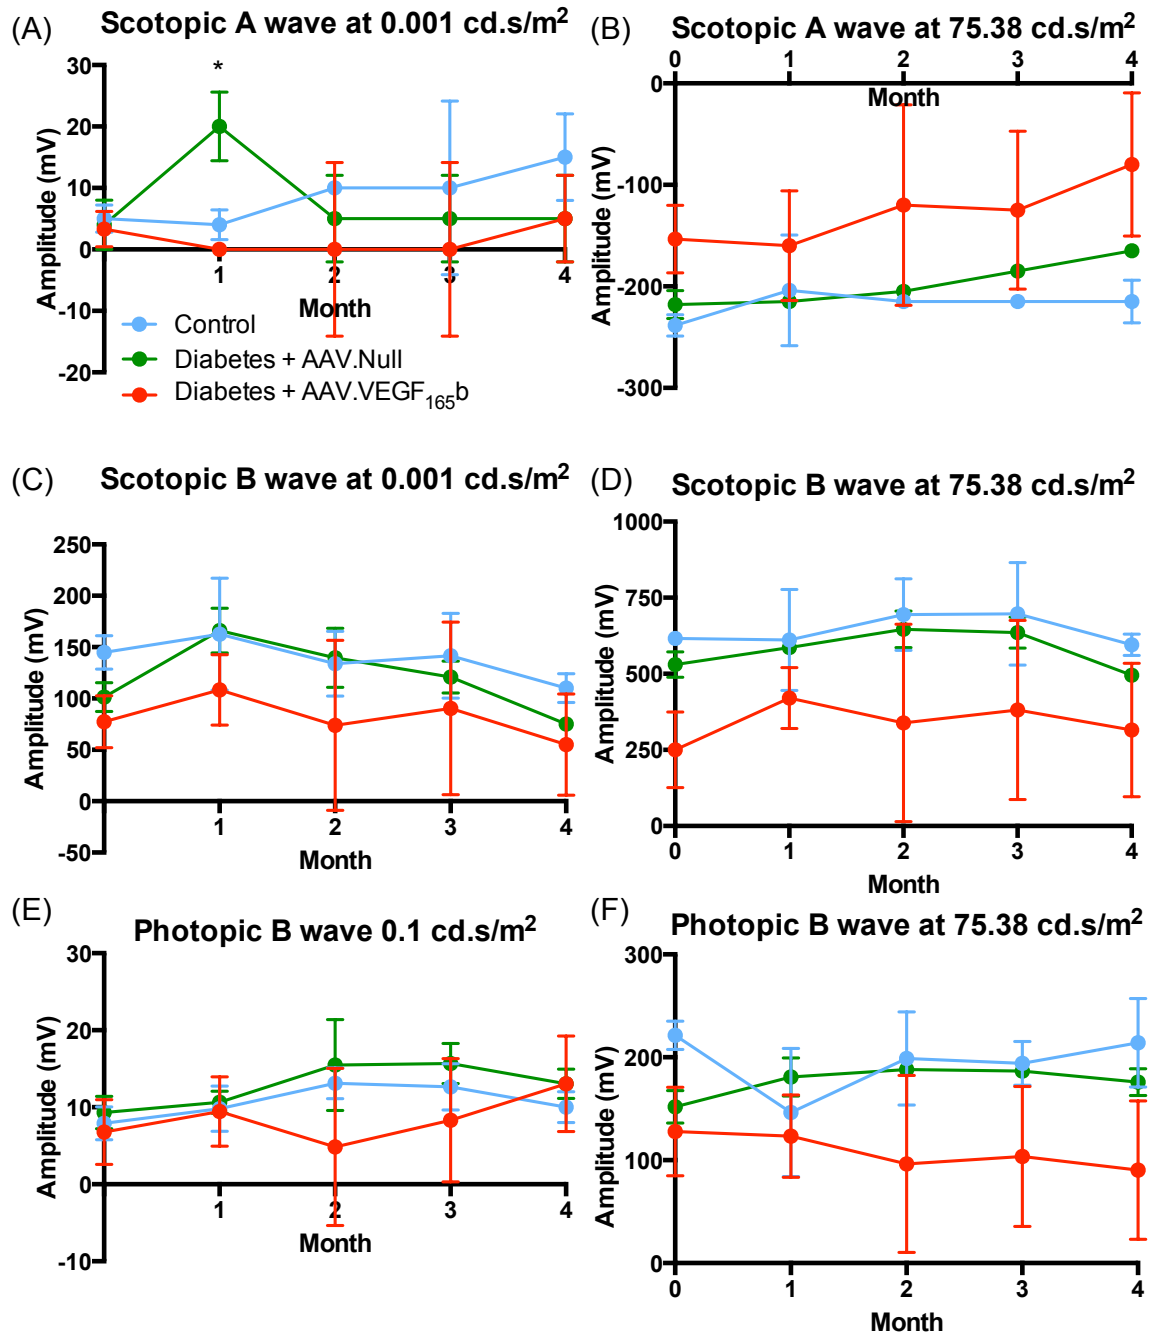 (A) Scotopic A wave at 0.001 cd.s/m²
30
*
20
10
0
-10
-20
Amplitude (mV)
1 2 3 4
Month
Control
Diabetes + AAV.Null
Diabetes + AAV.VEGF₁₆₅b
(B) Scotopic A wave at 75.38 cd.s/m²
0 1 2 3 4
Month
0
-100
-200
-300
Amplitude (mV)
(C) Scotopic B wave at 0.001 cd.s/m²
250
200
150
100
50
0
-50
Amplitude (mV)
1 2 3 4
Month
(D) Scotopic B wave at 75.38 cd.s/m²
1000
750
500
250
0
Amplitude (mV)
0 1 2 3 4
Month
(E) Photopic B wave 0.1 cd.s/m²
30
20
10
0
-10
Amplitude (mV)
1 2 3 4
Month
(F) Photopic B wave at 75.38 cd.s/m²
300
200
100
0
Amplitude (mV)
0 1 2 3 4
Month